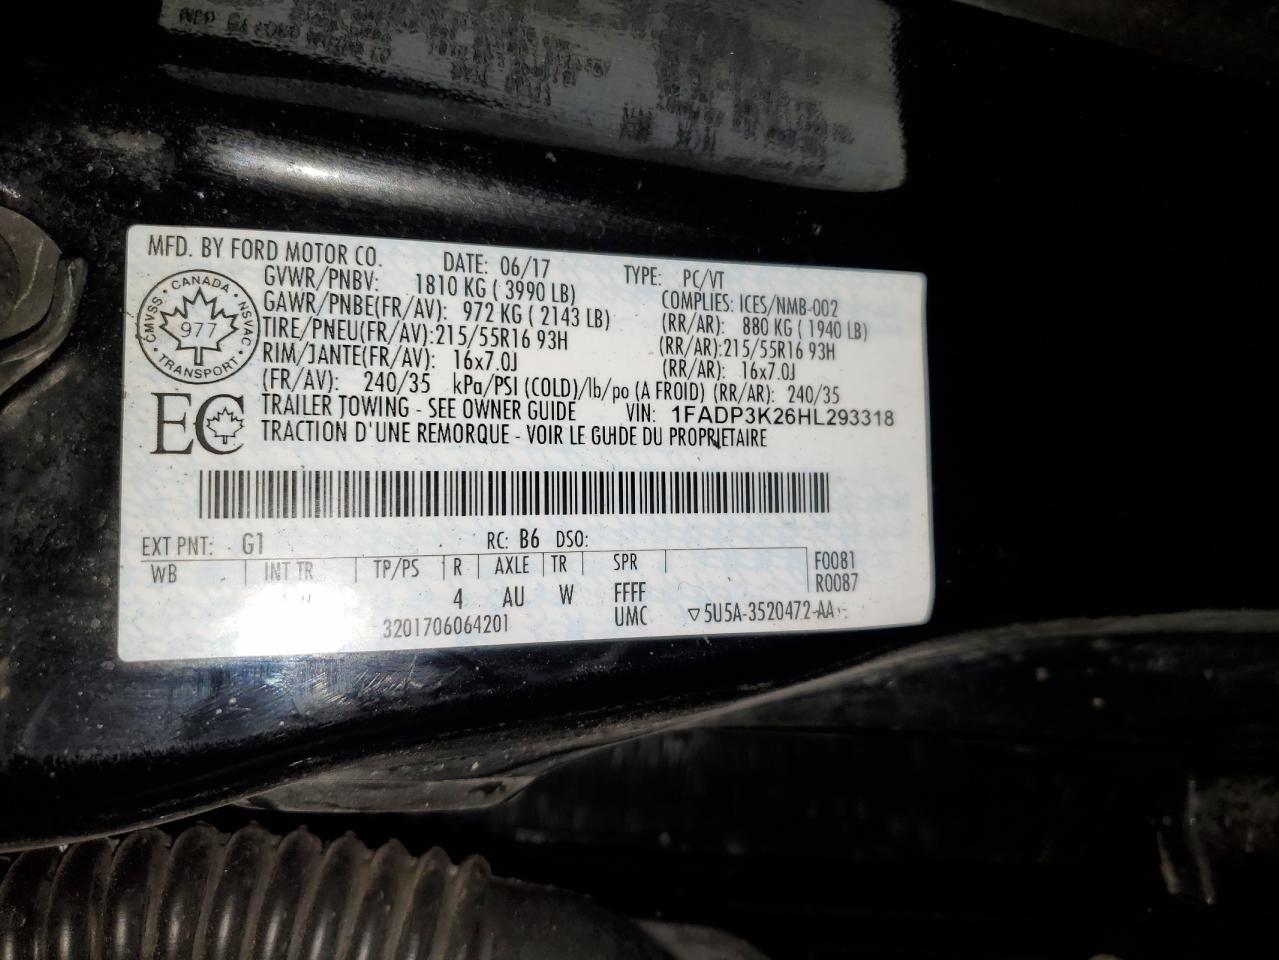 MFD. BY FORD MOTOR CO. DATE: 06/17 TYPE: PC/VT
GVWR/PNBV: 1810 KG ( 3990 LB) COMPLIES: ICES/NMB-002
GAWR/PNBE(FR/AV): 972 KG ( 2143 LB) (RR/AR): 880 KG ( 1940 LB)
TIRE/PNEU(FR/AV): 215/55R16 93H (RR/AR): 215/55R16 93H
RIM/JANTE(FR/AV): 16x7.0J (RR/AR): 16x7.0J
(FR/AV): 240/35 kPa/PSI (COLD)/lb/po (A FROID) (RR/AR): 240/35
TRAILER TOWING - SEE OWNER GUIDE VIN: 1FADP3K26HL293318
TRACTION D'UNE REMORQUE - VOIR LE GUIDE DU PROPRIETAIRE
CANADA
CMVSS 977 NSVAC
TRANSPORT
EC
EXT PNT: G1 RC: B6 DSO:
WB INT TR TP/PS R AXLE TR SPR F0081
R0087
4 AU W FFFF
3201706064201 UMC ▽5U5A-3520472-AA